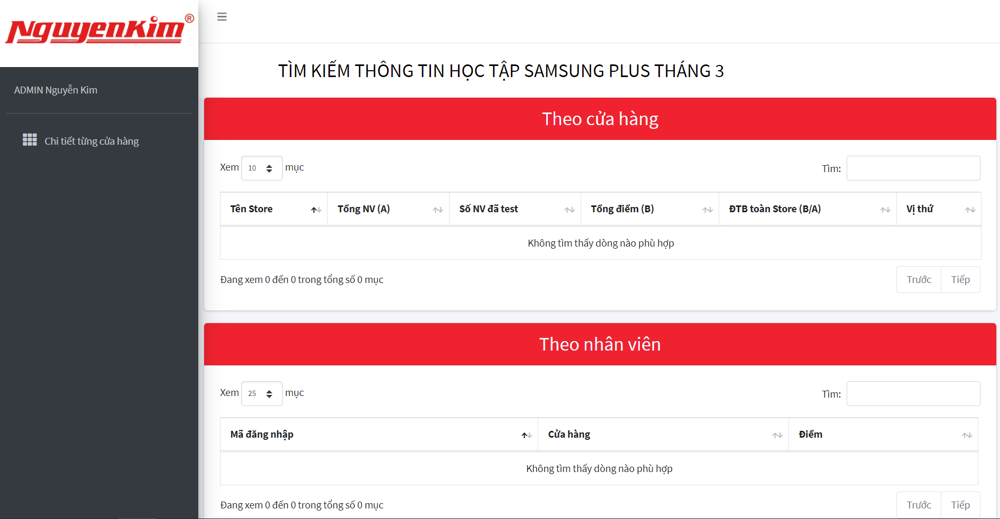 NguyenKim®
ADMIN Nguyễn Kim
Chi tiết từng cửa hàng
TÌM KIẾM THÔNG TIN HỌC TẬP SAMSUNG PLUS THÁNG 3
Theo cửa hàng
Xem 10 mục
Tìm:
Tên Store Tổng NV (A) Số NV đã test Tổng điểm (B) ĐTB toàn Store (B/A) Vị thứ
Không tìm thấy dòng nào phù hợp
Đang xem 0 đến 0 trong tổng số 0 mục
Trước Tiếp
Theo nhân viên
Xem 25 mục
Tìm:
Mã đăng nhập Cửa hàng Điểm
Không tìm thấy dòng nào phù hợp
Đang xem 0 đến 0 trong tổng số 0 mục
Trước Tiếp